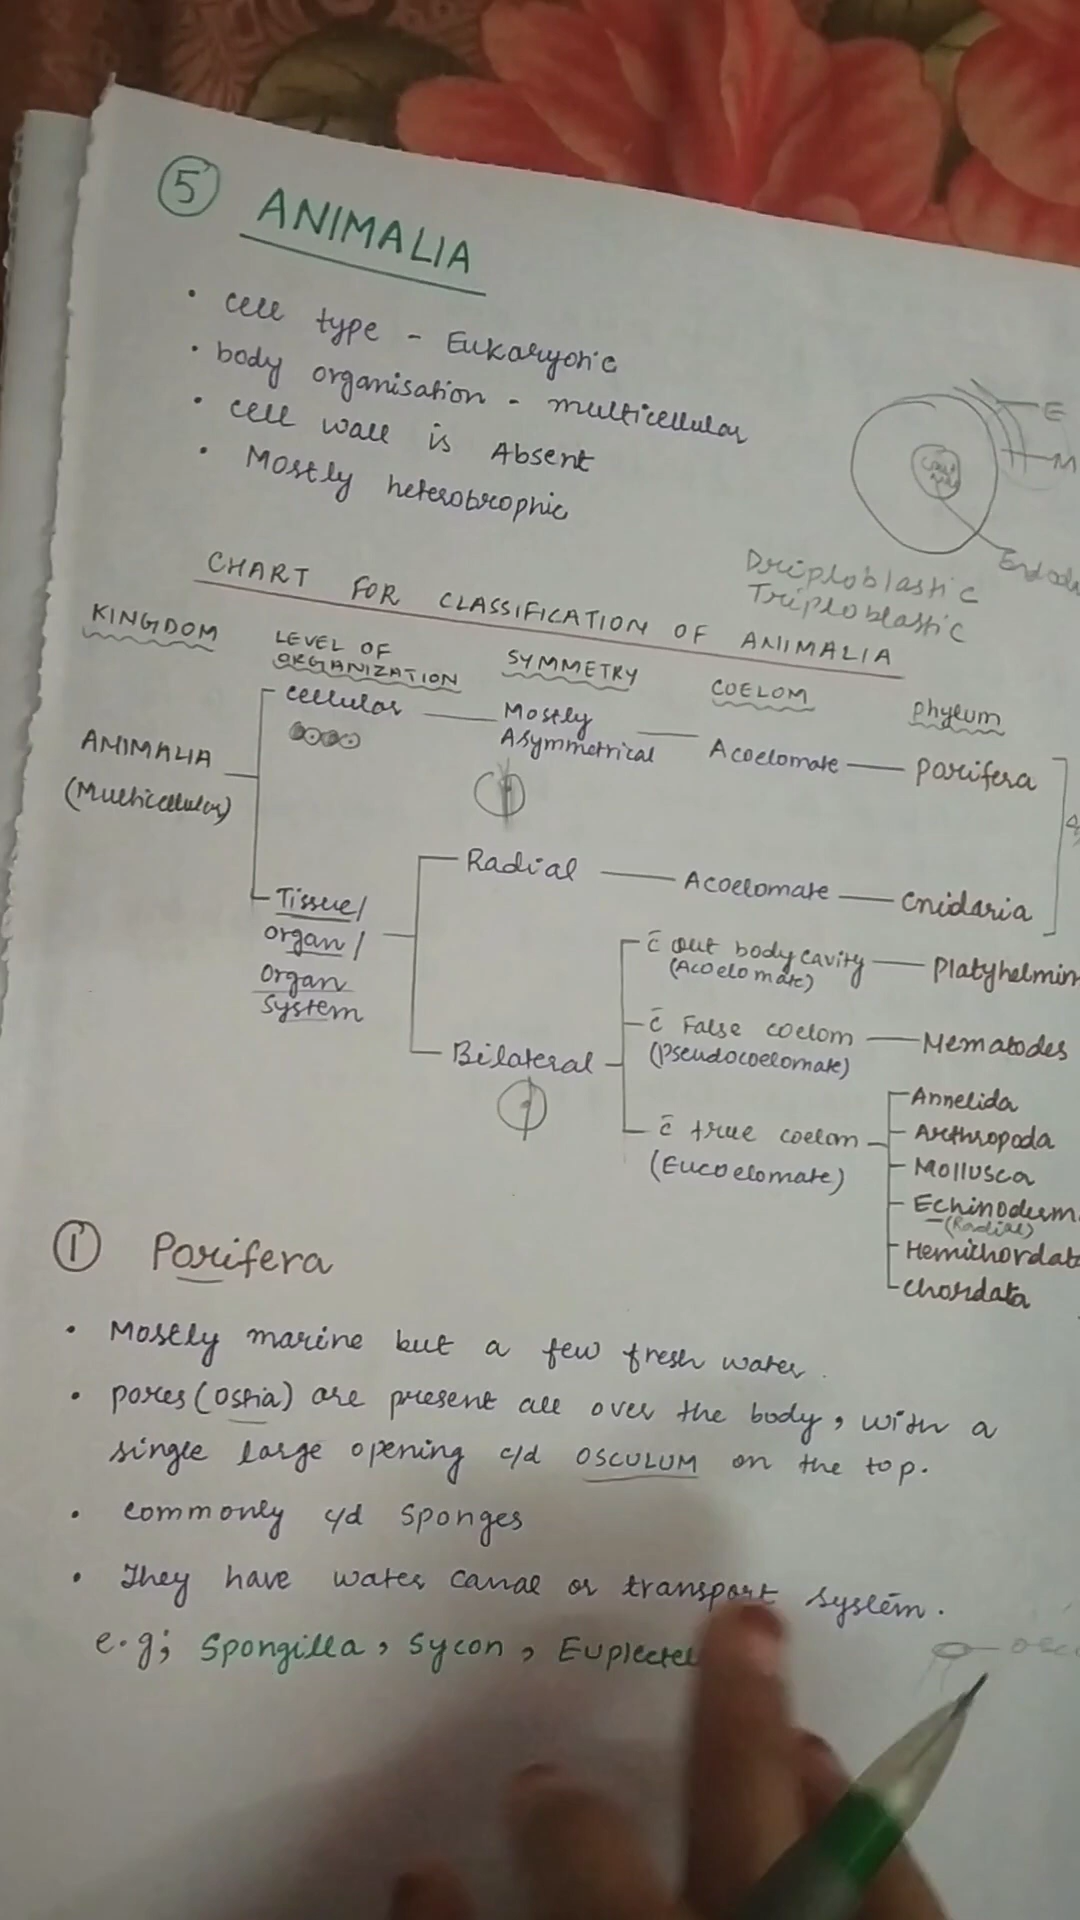 5 ANIMALIA
• cell type - Eukaryotic
• body organisation - multicellular
• cell wall is Absent
• Mostly heterotrophic
E
M
Endode
Driploblastic
Triploblastic
CHART FOR CLASSIFICATION OF ANIMALIA
KINGDOM
LEVEL OF ORGANIZATION
SYMMETRY
COELOM
phylum
ANIMALIA
(Multicellular)
cellular
Mostly Asymmetrical
Acoelomate
porifera
Tissue/
organ/
organ
system
Radial
Acoelomate
Cnidaria
Bilateral
c̄ out body cavity
(Acoelomate)
Platyhelmin
c̄ False coelom
(Pseudocoelomate)
Nematodes
c̄ true coelom
(Eucoelomate)
Annelida
Arthropoda
Mollusca
Echinoderm
(Radial)
Hemichordat
Chordata
1 Porifera
• Mostly marine but a few fresh water.
• pores (ostia) are present all over the body, with a
single large opening c/d OSCULUM on the top.
• commonly c/d Sponges
• They have water canal or transport system.
e.g; Spongilla, Sycon, Euplectel